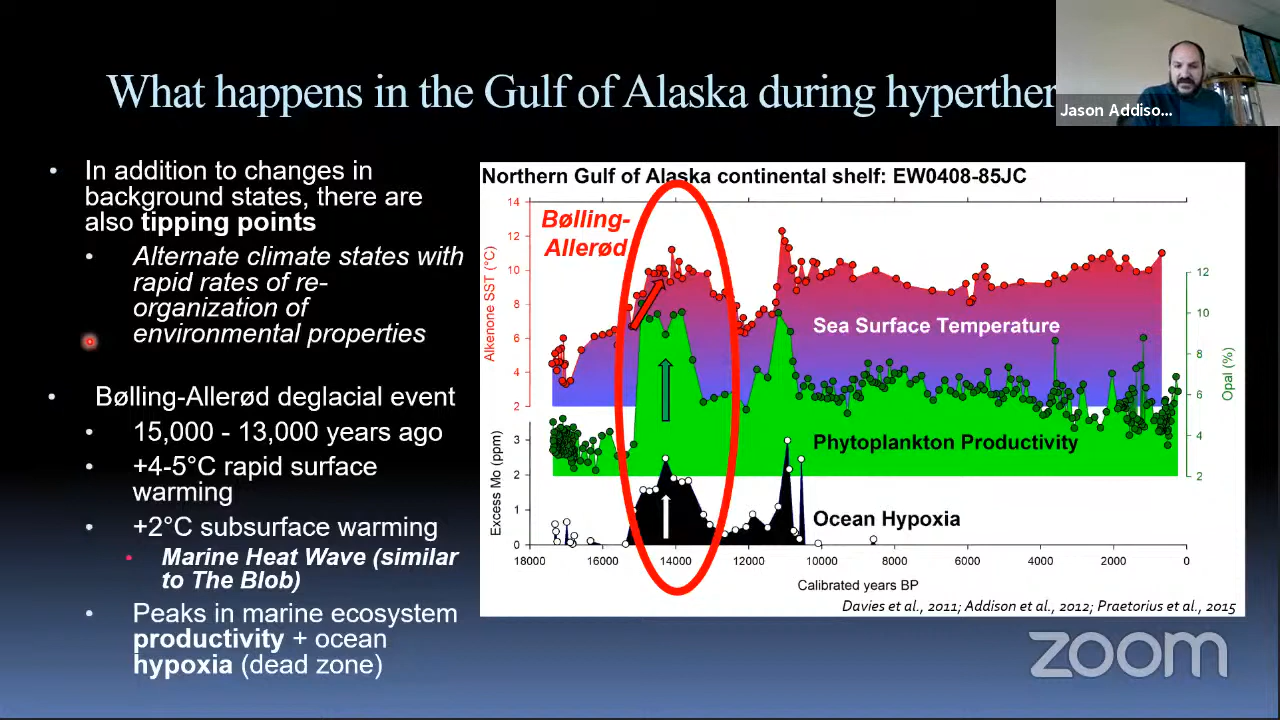 What happens in the Gulf of Alaska during hyperther
Jason Addiso...
• In addition to changes in
background states, there are
also tipping points
• Alternate climate states with
rapid rates of re-
organization of
environmental properties
• Bølling-Allerød deglacial event
• 15,000 - 13,000 years ago
• +4-5°C rapid surface
warming
• +2°C subsurface warming
• Marine Heat Wave (similar
to The Blob)
• Peaks in marine ecosystem
productivity + ocean
hypoxia (dead zone)
Northern Gulf of Alaska continental shelf: EW0408-85JC
Bølling-
Allerød
Alkenone SST (°C)
14
12
10
8
6
4
2
Sea Surface Temperature
Opal (%)
12
10
8
6
4
2
Phytoplankton Productivity
Excess Mo (ppm)
3
2
1
0
Ocean Hypoxia
18000 16000 14000 12000 10000 8000 6000 4000 2000 0
Calibrated years BP
Davies et al., 2011; Addison et al., 2012; Praetorius et al., 2015
zoom